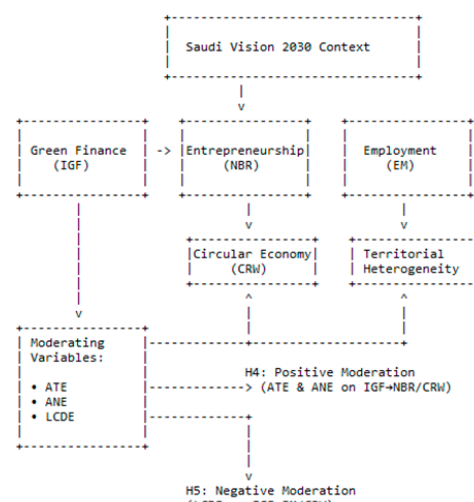 Saudi Vision 2030 Context
Green Finance -> Entrepreneurship Employment
(IGF) (NBR) (EM)
Circular Economy Territorial
(CRW) Heterogeneity
Moderating
Variables:
• ATE
• ANE
• LCDE
H4: Positive Moderation
(ATE & ANE on IGF→NBR/CRW)
H5: Negative Moderation